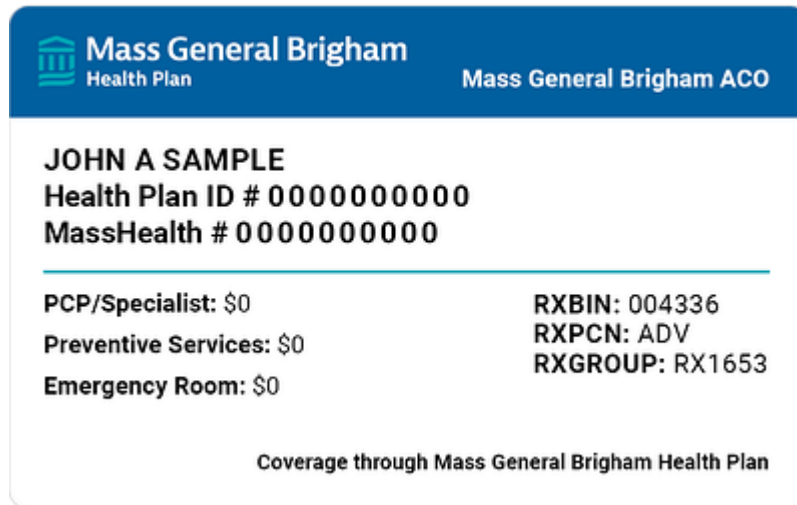 Mass General Brigham
Health Plan
Mass General Brigham ACO
JOHN A SAMPLE
Health Plan ID # 0000000000
MassHealth # 0000000000
PCP/Specialist: $0
Preventive Services: $0
Emergency Room: $0
RXBIN: 004336
RXPCN: ADV
RXGROUP: RX1653
Coverage through Mass General Brigham Health Plan